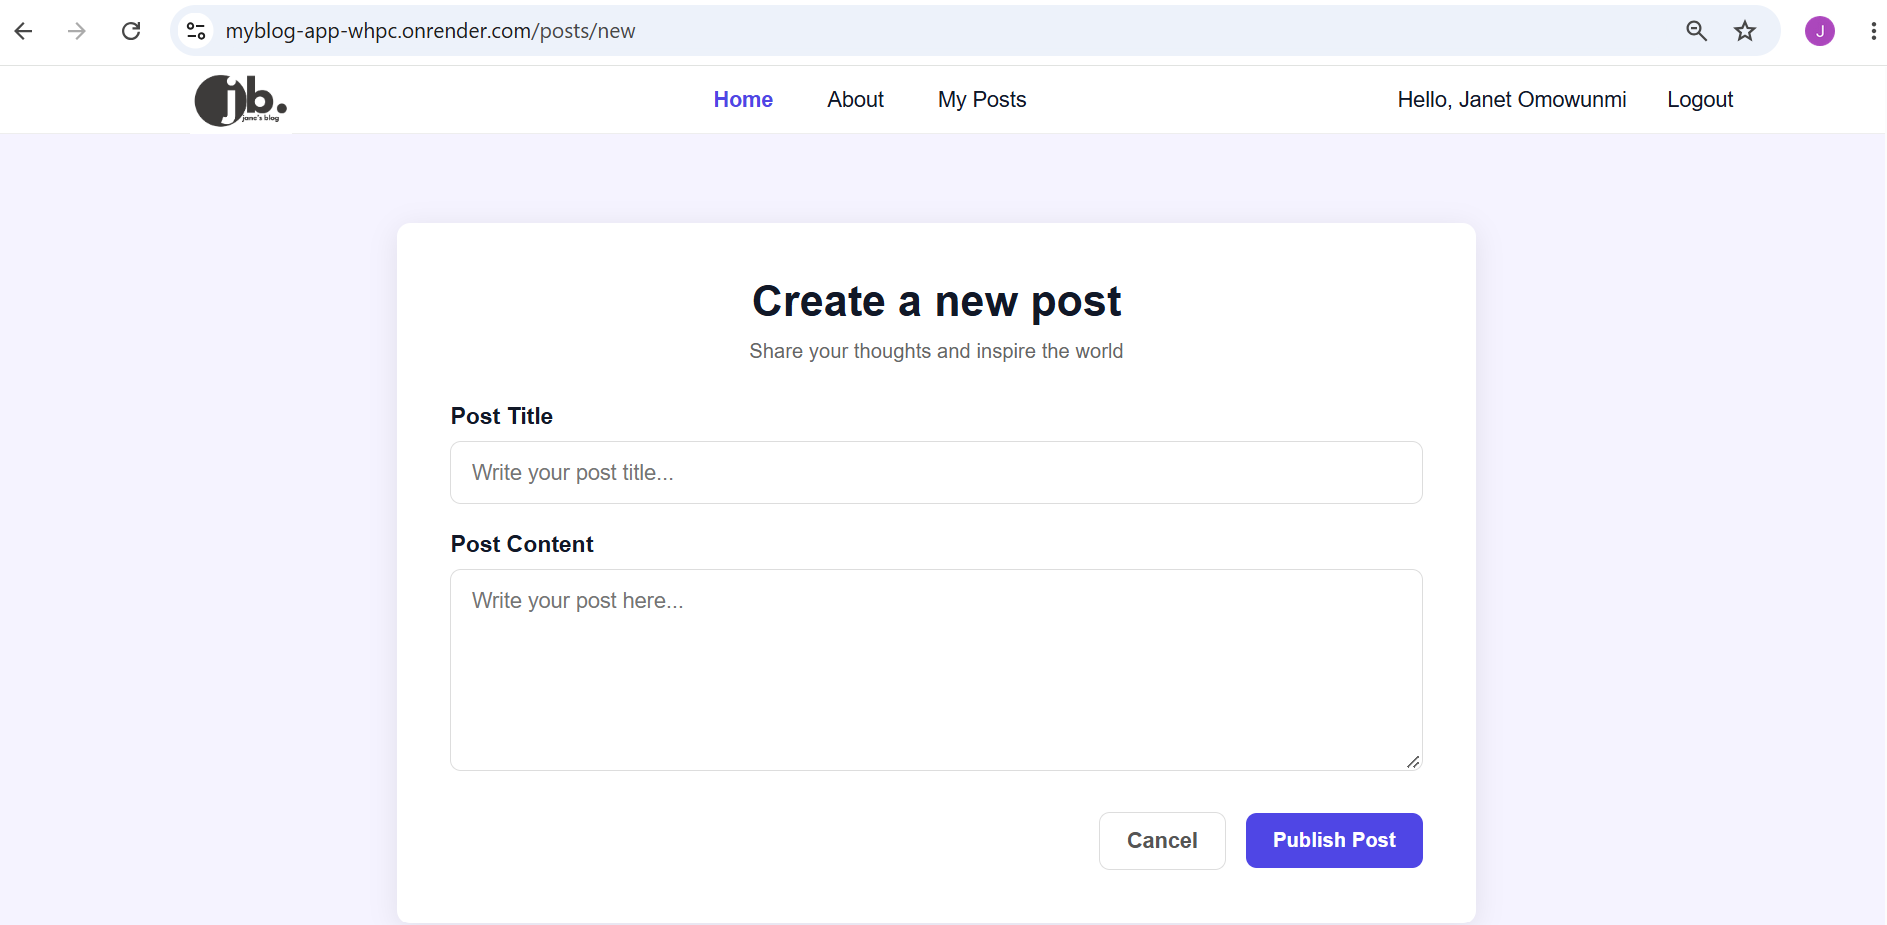 myblog-app-whpc.onrender.com/posts/new
J
jb.
jane's blog
Home
About
My Posts
Hello, Janet Omowunmi
Logout
Create a new post
Share your thoughts and inspire the world
Post Title
Write your post title...
Post Content
Write your post here...
Cancel
Publish Post